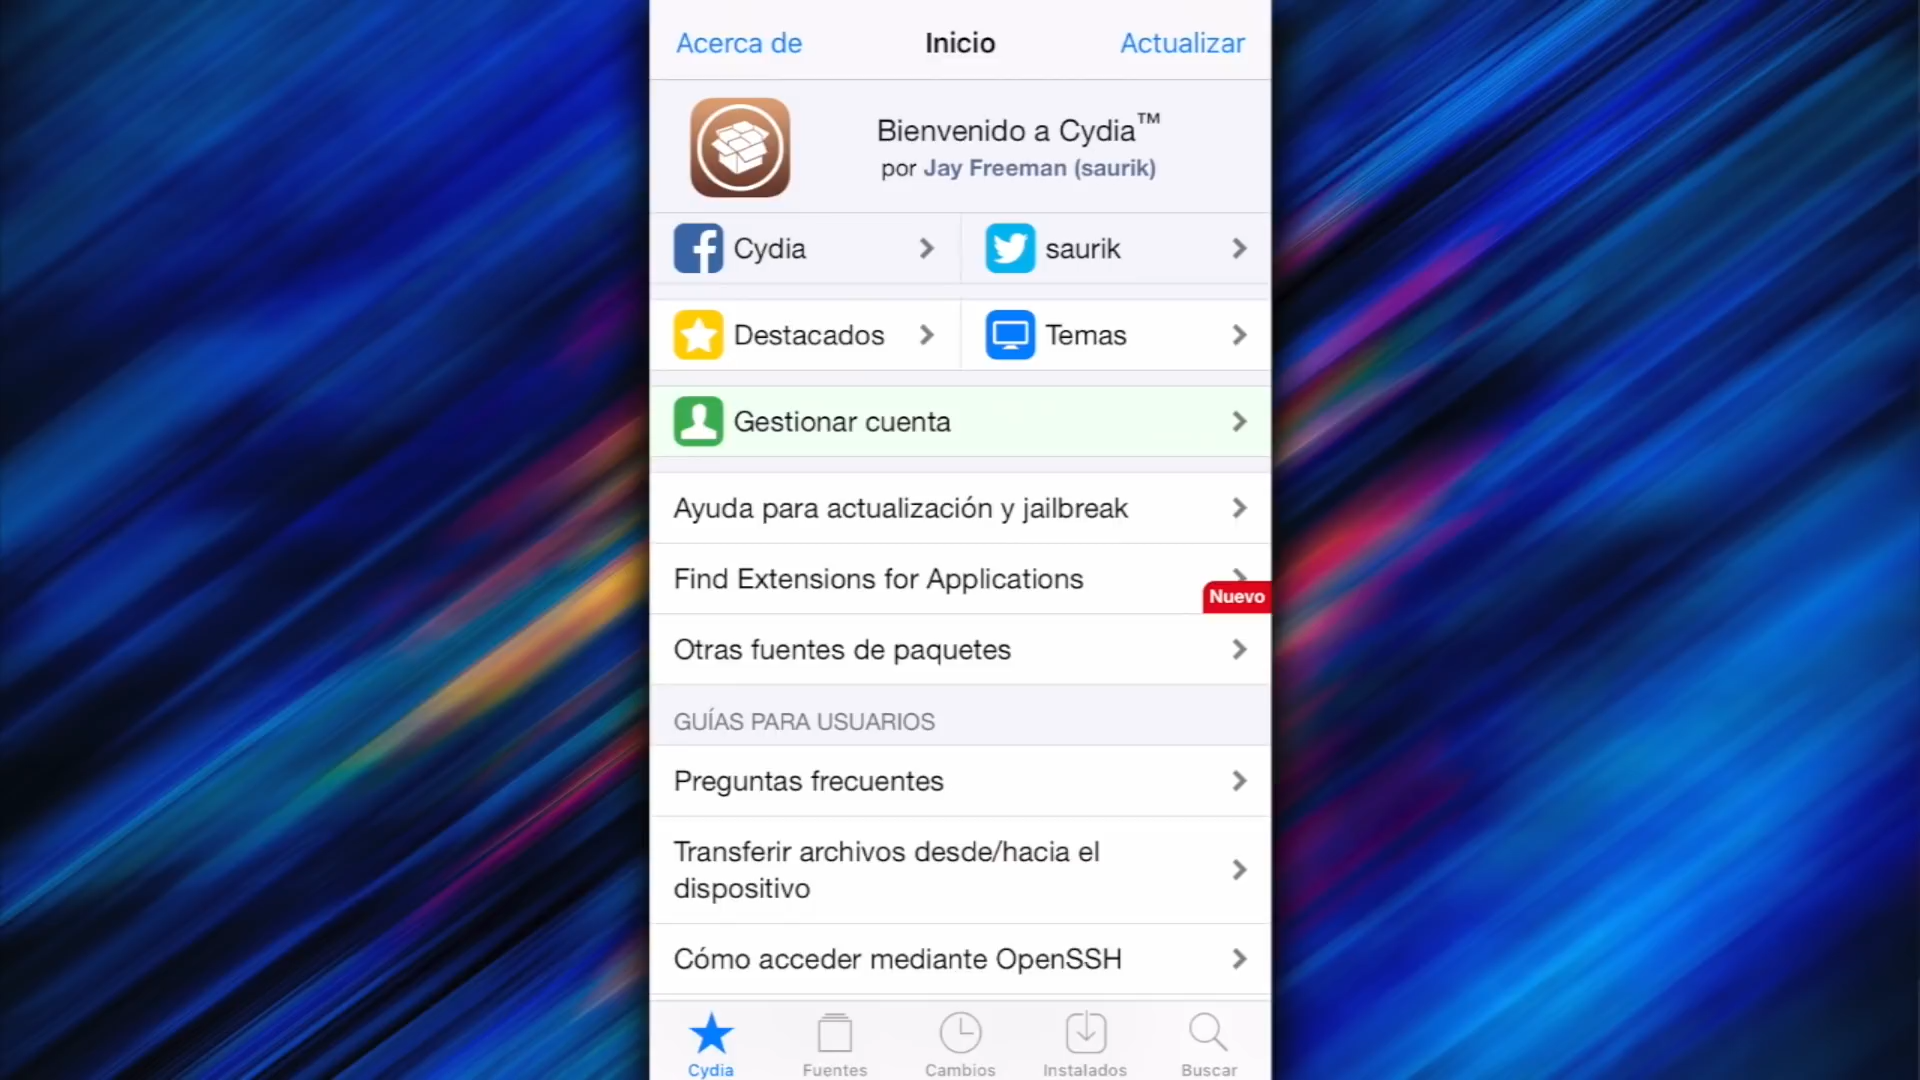 Acerca de
Inicio
Actualizar
Bienvenido a Cydia™
por Jay Freeman (saurik)
Cydia
saurik
Destacados
Temas
Gestionar cuenta
Ayuda para actualización y jailbreak
Find Extensions for Applications
Nuevo
Otras fuentes de paquetes
GUÍAS PARA USUARIOS
Preguntas frecuentes
Transferir archivos desde/hacia el
dispositivo
Cómo acceder mediante OpenSSH
Cydia
Fuentes
Cambios
Instalados
Buscar